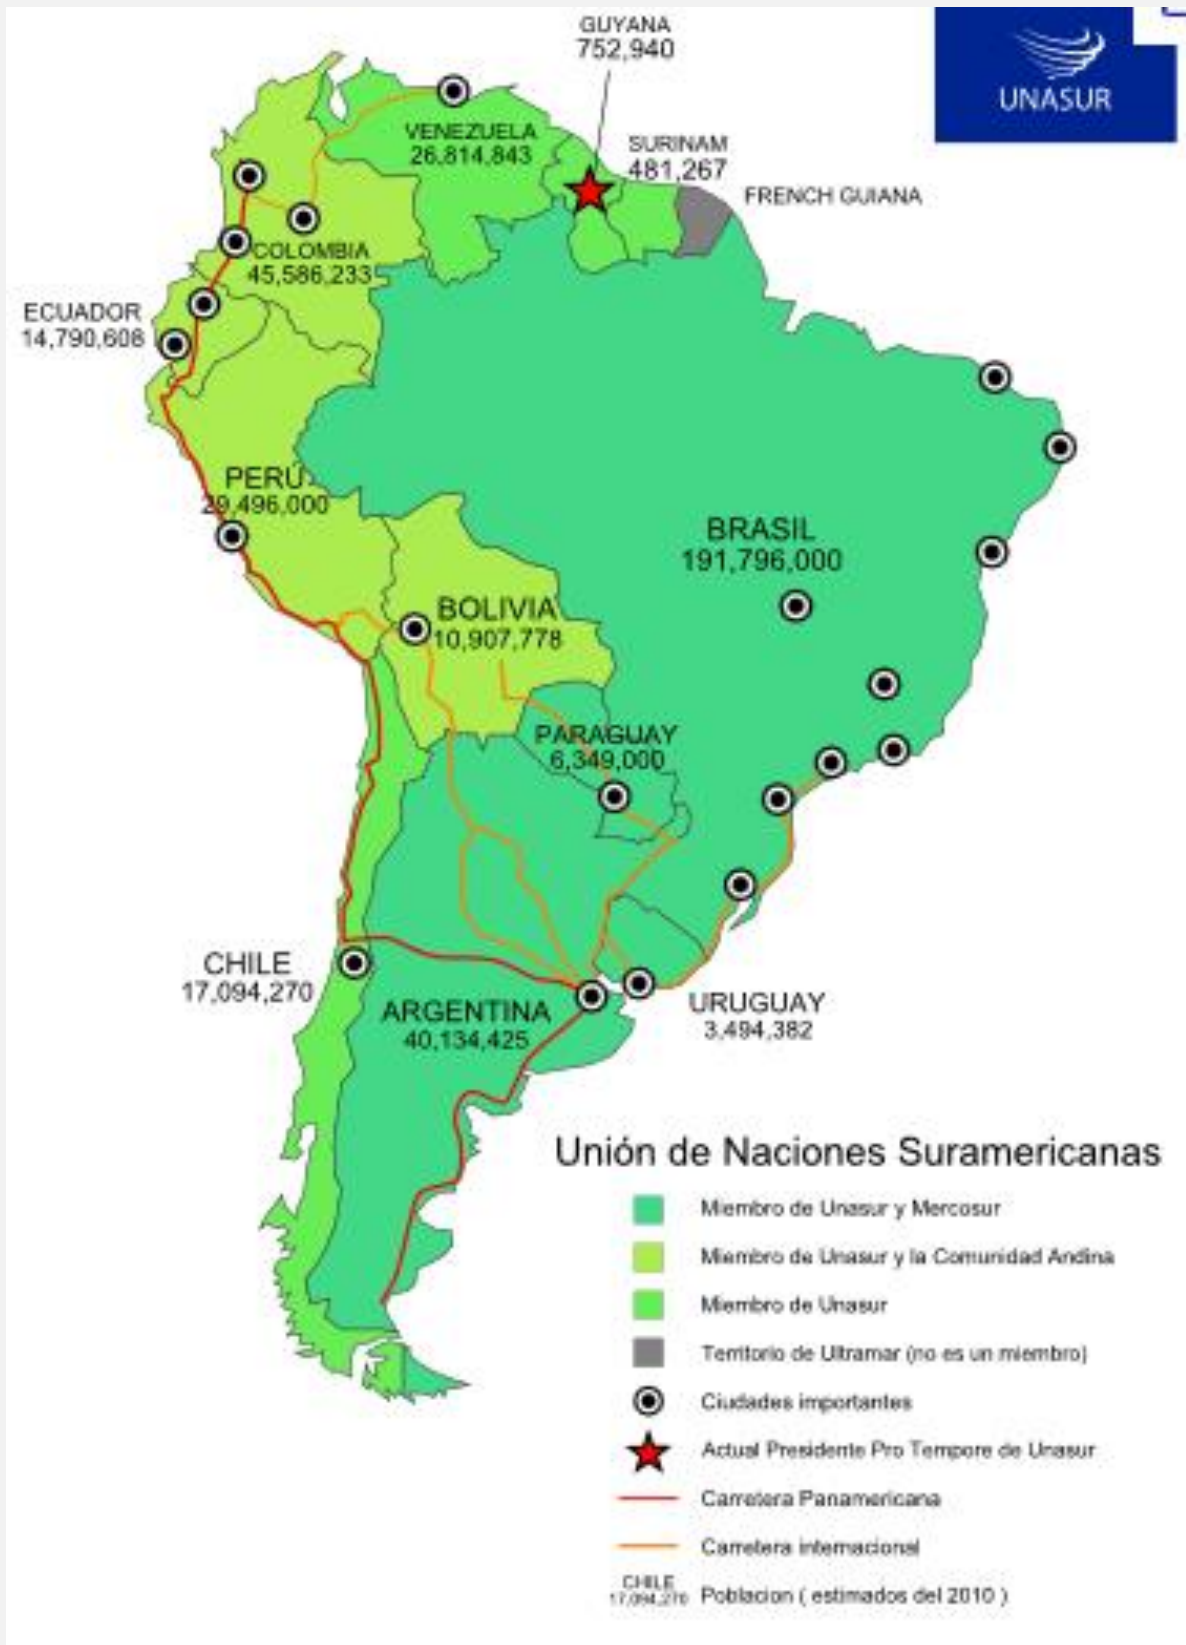 GUYANA
752,940
UNASUR
VENEZUELA
26,814,843
SURINAM
481,267
FRENCH GUIANA
COLOMBIA
45,586,233
ECUADOR
14,790,608
PERÚ
29,496,000
BRASIL
191,796,000
BOLIVIA
10,907,778
PARAGUAY
6,349,000
CHILE
17,094,270
ARGENTINA
40,134,425
URUGUAY
3,494,382
Unión de Naciones Suramericanas
Miembro de Unasur y Mercosur
Miembro de Unasur y la Comunidad Andina
Miembro de Unasur
Territorio de Ultramar (no es un miembro)
Ciudades importantes
Actual Presidente Pro Tempore de Unasur
Carretera Panamericana
Carretera internacional
CHILE
17,094,270
Poblacion ( estimados del 2010 )